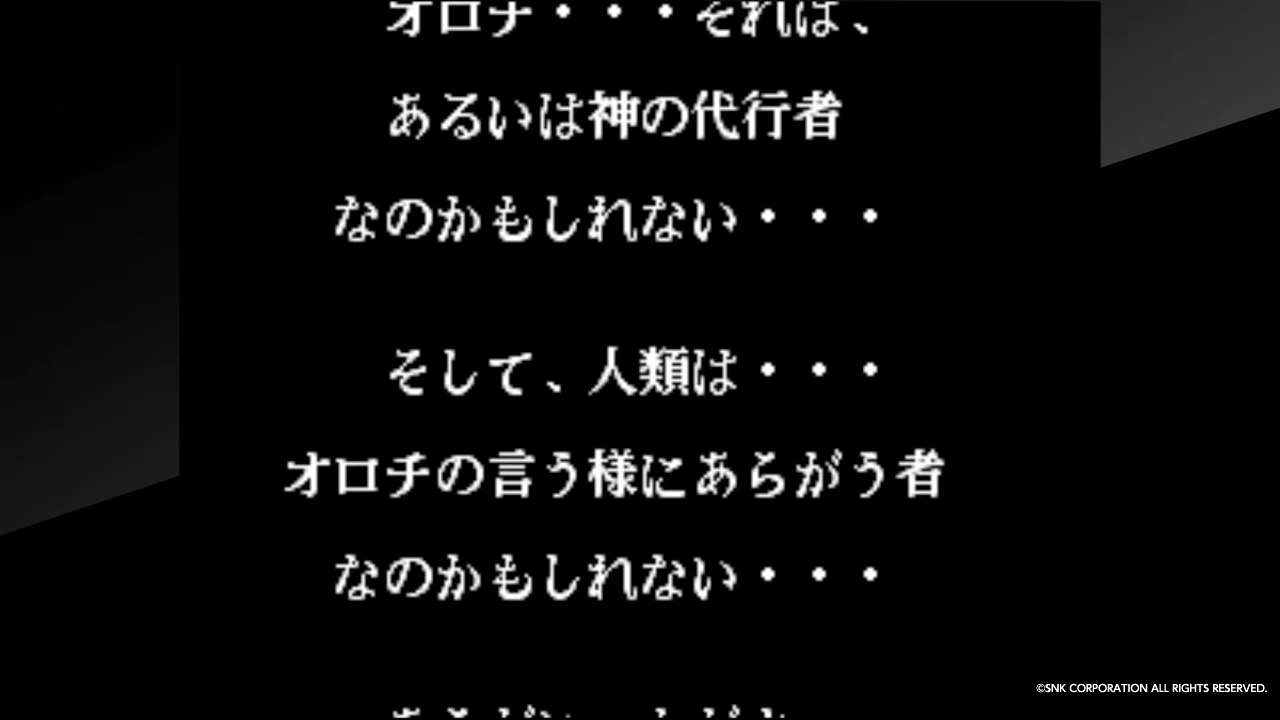 オロチ・・・それは、
あるいは神の代行者
なのかもしれない・・・
そして、人類は・・・
オロチの言う様にあらがう者
なのかもしれない・・・
©SNK CORPORATION ALL RIGHTS RESERVED.